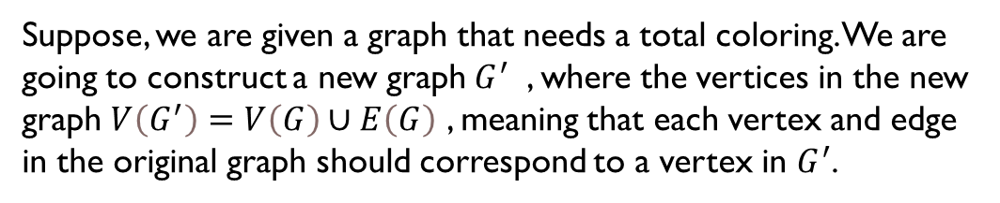 Suppose, we are given a graph that needs a total coloring. We are
going to construct a new graph G′ , where the vertices in the new
graph V(G′) = V(G) ∪ E(G) , meaning that each vertex and edge
in the original graph should correspond to a vertex in G′.